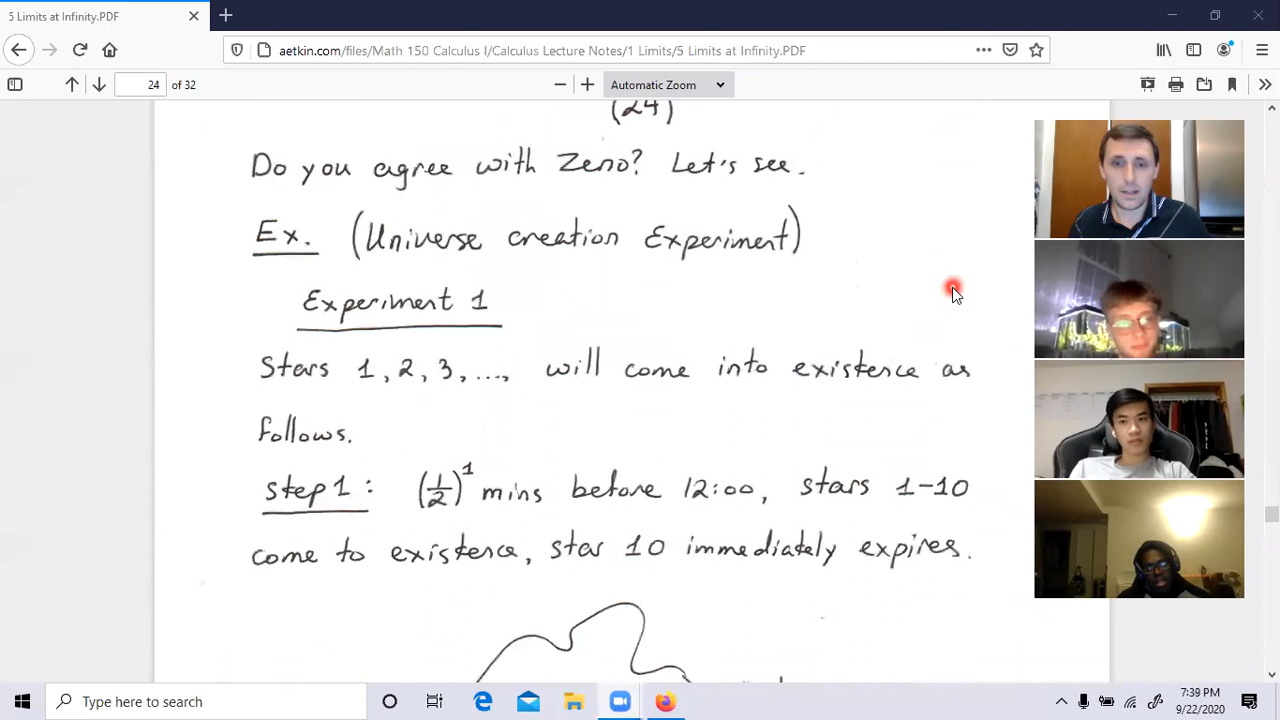 5 Limits at Infinity.PDF
aetkin.com/files/Math 150 Calculus I/Calculus Lecture Notes/1 Limits/5 Limits at Infinity.PDF
24 of 32
Automatic Zoom
(24)
Do you agree with Zeno? Let's see.
Ex. (Universe creation Experiment)
Experiment 1
Stars 1, 2, 3, ..., will come into existence as
follows.
step 1: (1/2)^1 mins before 12:00, stars 1-10
come to existence, star 10 immediately expires.
Type here to search
7:39 PM
9/22/2020